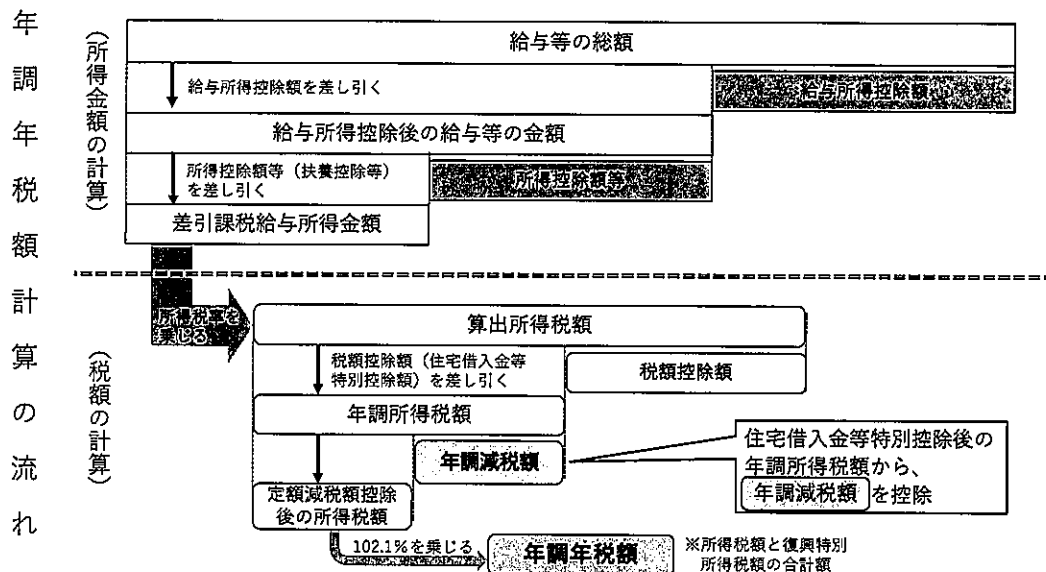 年調年税額計算の流れ
（所得金額の計算）
給与等の総額
給与所得控除額を差し引く
給与所得控除額
給与所得控除後の給与等の金額
所得控除額等（扶養控除等）
を差し引く
所得控除額等
差引課税給与所得金額
（税額の計算）
所得税率を
乗じる
算出所得税額
税額控除額（住宅借入金等
特別控除額）を差し引く
税額控除額
年調所得税額
年調減税額
住宅借入金等特別控除後の
年調所得税額から、
年調減税額 を控除
定額減税額控除
後の所得税額
102.1％を乗じる
年調年税額
※所得税額と復興特別
所得税額の合計額